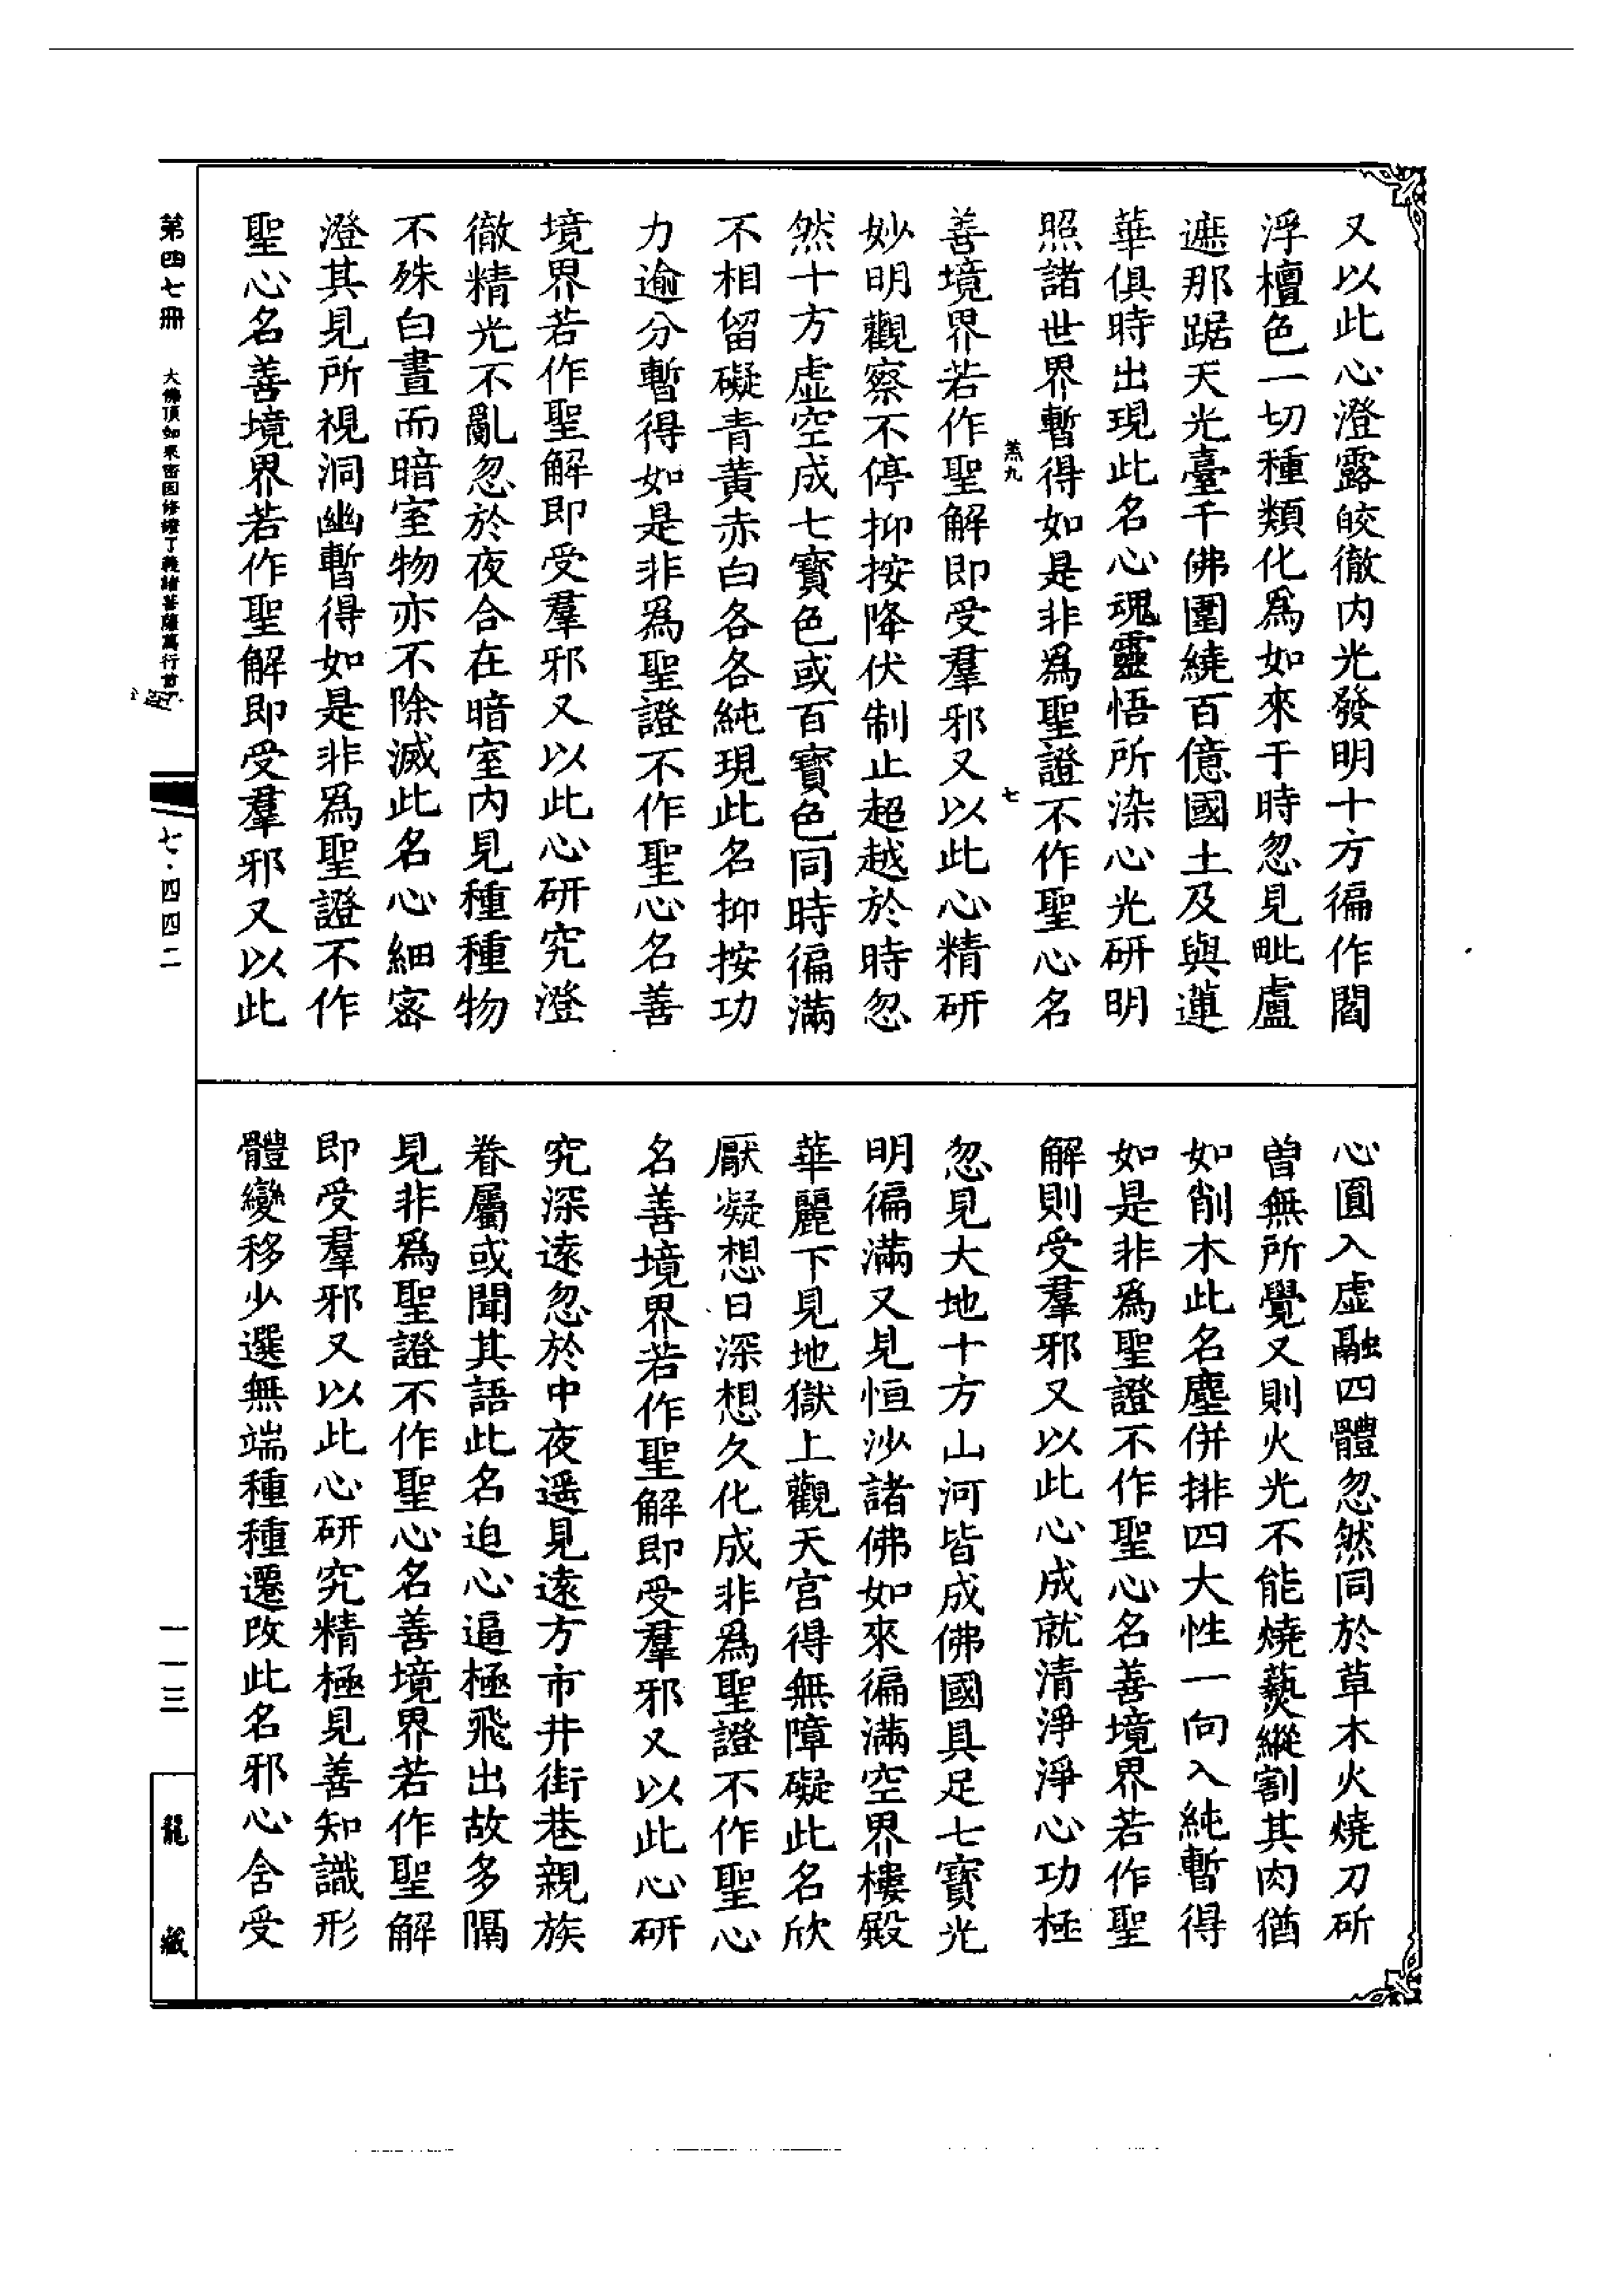 又以此心澄露皎徹内光發明十方徧作閻
浮檀色一切種類化爲如來于時忽見毗盧
遮那踞天光臺千佛圍繞百億國土及與蓮
華俱時出現此名心魂靈悟所染心光研明
照諸世界暫得如是非爲聖證不作聖心名
善境界若作聖解即受羣邪又以此心精研
妙明觀察不停抑按降伏制止超越於時忽
然十方虛空成七寶色或百寶色同時徧滿
不相留礙青黄赤白各各純現此名抑按功
力逾分暫得如是非爲聖證不作聖心名善
境界若作聖解即受羣邪又以此心研究澄
徹精光不亂忽於夜合在暗室内見種種物
不殊白晝而暗室物亦不除滅此名心細密
澄其見所視洞幽暫得如是非爲聖證不作
聖心名善境界若作聖解即受羣邪又以此
心圓入虛融四體忽然同於草木火燒刀斫
曾無所覺又則火光不能燒爇縱割其肉猶
如削木此名塵併排四大性一向入純暫得
如是非爲聖證不作聖心名善境界若作聖
解則受羣邪又以此心成就清淨淨心功極
忽見大地十方山河皆成佛國具足七寶光
明徧滿又見恒沙諸佛如來徧滿空界樓殿
華麗下見地獄上觀天宮得無障礙此名欣
厭凝想日深想久化成非爲聖證不作聖心
名善境界若作聖解即受羣邪又以此心研
究深遠忽於中夜遥見遠方市井街巷親族
眷屬或聞其語此名迫心逼極飛出故多隔
見非爲聖證不作聖心名善境界若作聖解
即受羣邪又以此心研究精極見善知識形
體變移少選無端種種遷改此名邪心含受
第四七冊
大佛頂如來密因修證了義諸菩薩萬行首
七·四四二
一一三
龍藏
七